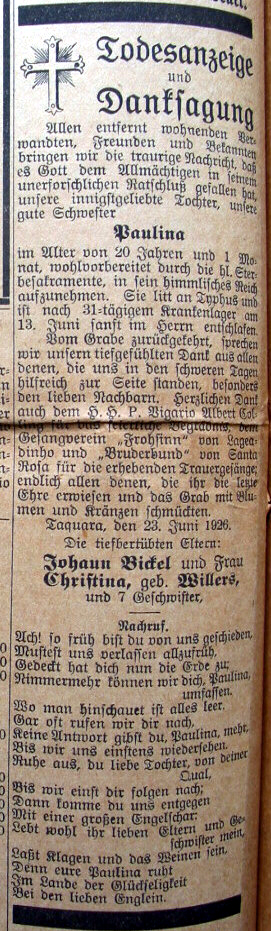 Todesanzeige
und
Danksagung
Allen entfernt wohnenden Ver-
wandten, Freunden und Bekannten
bringen wir die traurige Nachricht, daß
es Gott dem Allmächtigen in seinem
unerforschlichen Ratschluß gefallen hat,
unsere innigstgeliebte Tochter, unsere
gute Schwester
Paulina
im Alter von 20 Jahren und 1 Mo-
nat, wohlvorbereitet durch die hl. Ster-
besakramente, in sein himmlisches Reich
aufzunehmen. Sie litt an Typhus und
ist nach 31-tägigem Krankenlager am
13. Juni sanft im Herrn entschlafen.
Vom Grabe zurückgekehrt, sprechen
wir unsern tiefgefühlten Dank aus allen
denen, die uns in den schweren Tagen
hilfreich zur Seite standen, besonders
den lieben Nachbarn. Herzlichen Dank
auch dem H. H. P. Vigario Albert Col-
ling für das feierliche Begräbnis, dem
Gesangverein „Frohsinn“ von Lagea-
dinho und „Bruderbund“ von Santa
Rosa für die erhebenden Trauergesänge;
endlich allen denen, die ihr die letzte
Ehre erwiesen und das Grab mit Blu-
men und Kränzen schmückten.
Taquara, den 23. Juni 1926.
Die tiefbertübten Eltern:
Johann Bickel und Frau
Christina, geb. Willers,
und 7 Geschwister,
Nachruf.
Ach! so früh bist du von uns geschieden,
Mußtest uns verlassen allzufrüh,
Gedeckt hat dich nun die Erde zu;
Nimmermehr können wir dich, Paulina,
umfassen.
Wo man hinschauet ist alles leer.
Gar oft rufen wir dir nach,
Keine Antwort gibst du, Paulina, mehr,
Bis wir uns einstens wiedersehen.
Ruhe aus, du liebe Tochter, von deiner
Qual,
Bis wir einst dir folgen nach;
Dann komme du uns entgegen
Mit einer großen Engelschar;
Lebt wohl ihr lieben Eltern und Ge-
schwister mein,
Laßt Klagen und das Weinen sein.
Denn eure Paulina ruht
Im Lande der Glückseligkeit
Bei den lieben Englein.